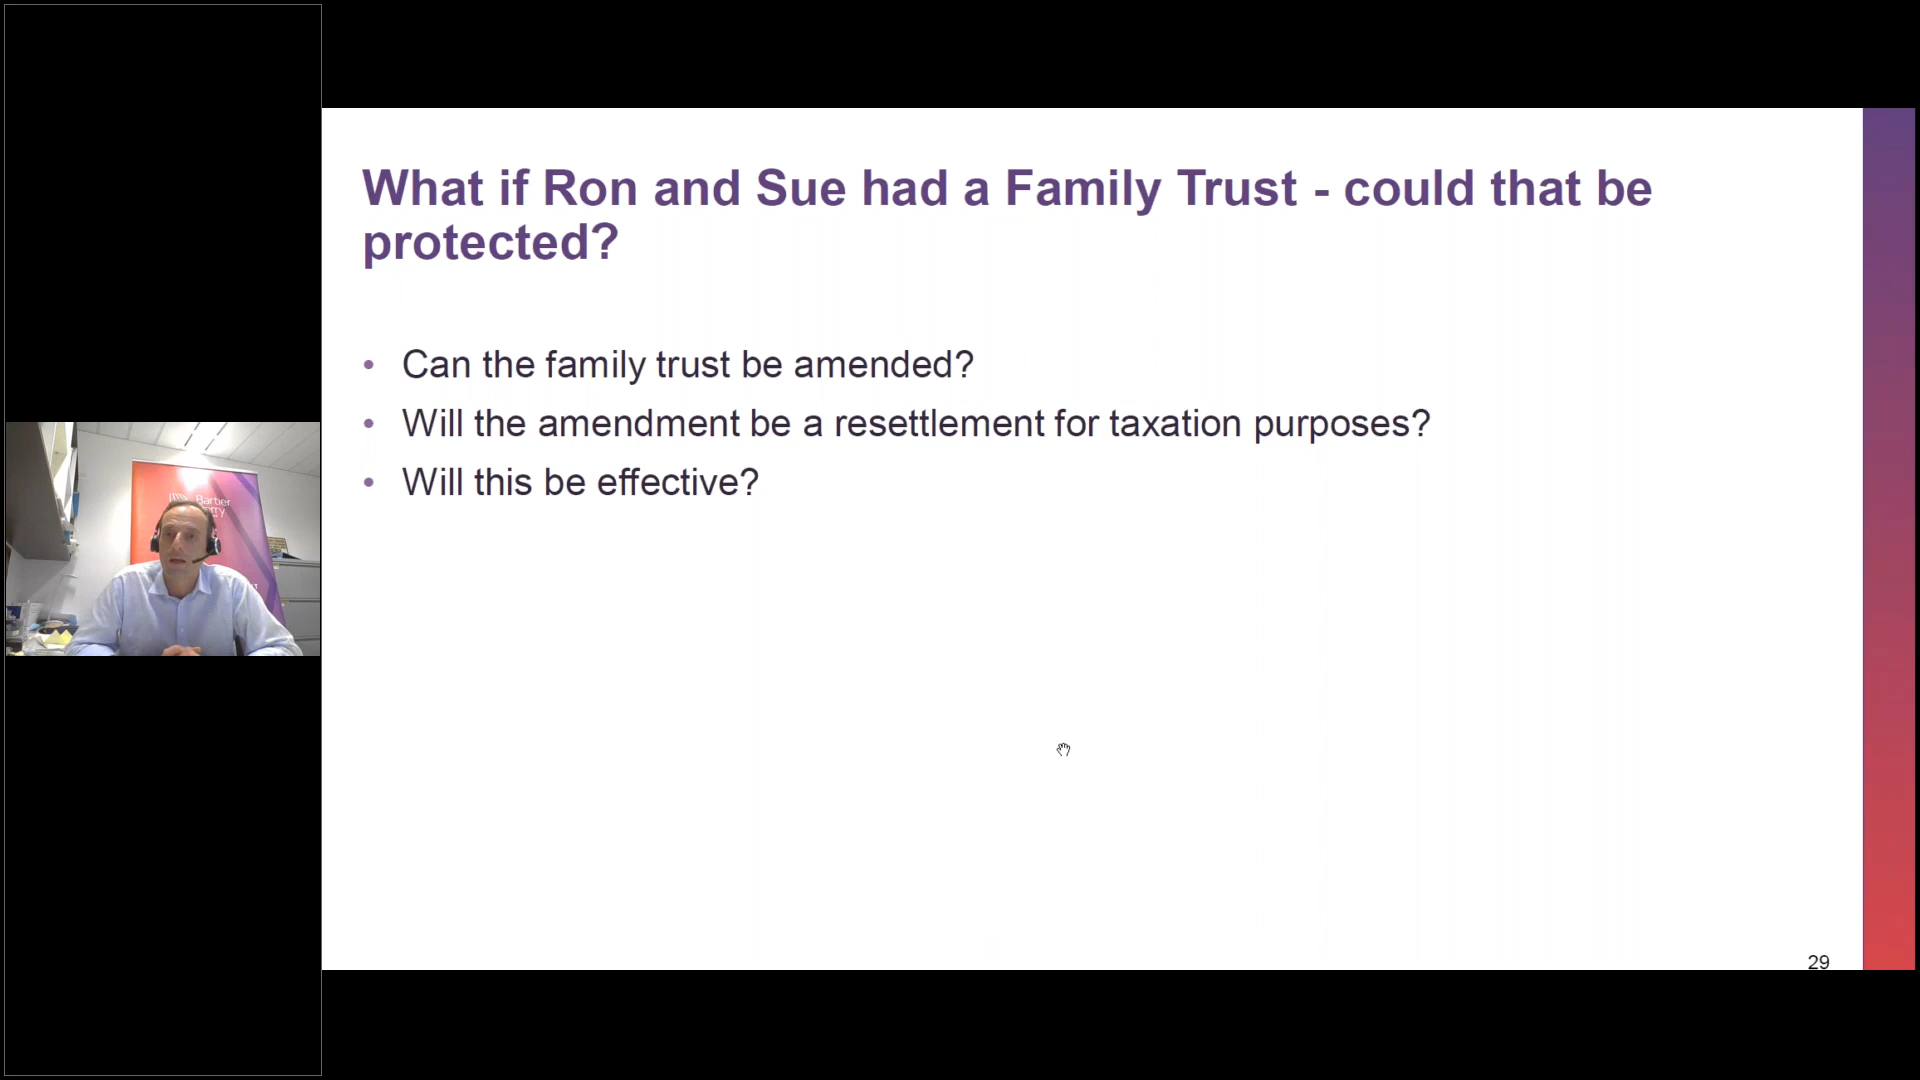 What if Ron and Sue had a Family Trust - could that be
protected?
• Can the family trust be amended?
• Will the amendment be a resettlement for taxation purposes?
• Will this be effective?
Barber
29